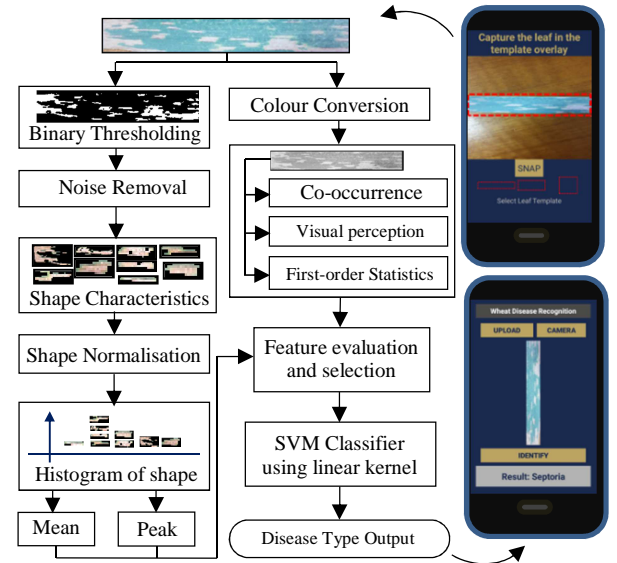 Capture the leaf in the
template overlay
SNAP
Select Leaf Template
Binary Thresholding
Noise Removal
Shape Characteristics
Shape Normalisation
Histogram of shape
Mean
Peak
Colour Conversion
Co-occurrence
Visual perception
First-order Statistics
Feature evaluation
and selection
SVM Classifier
using linear kernel
Disease Type Output
Wheat Disease Recognition
UPLOAD
CAMERA
IDENTIFY
Result: Septoria